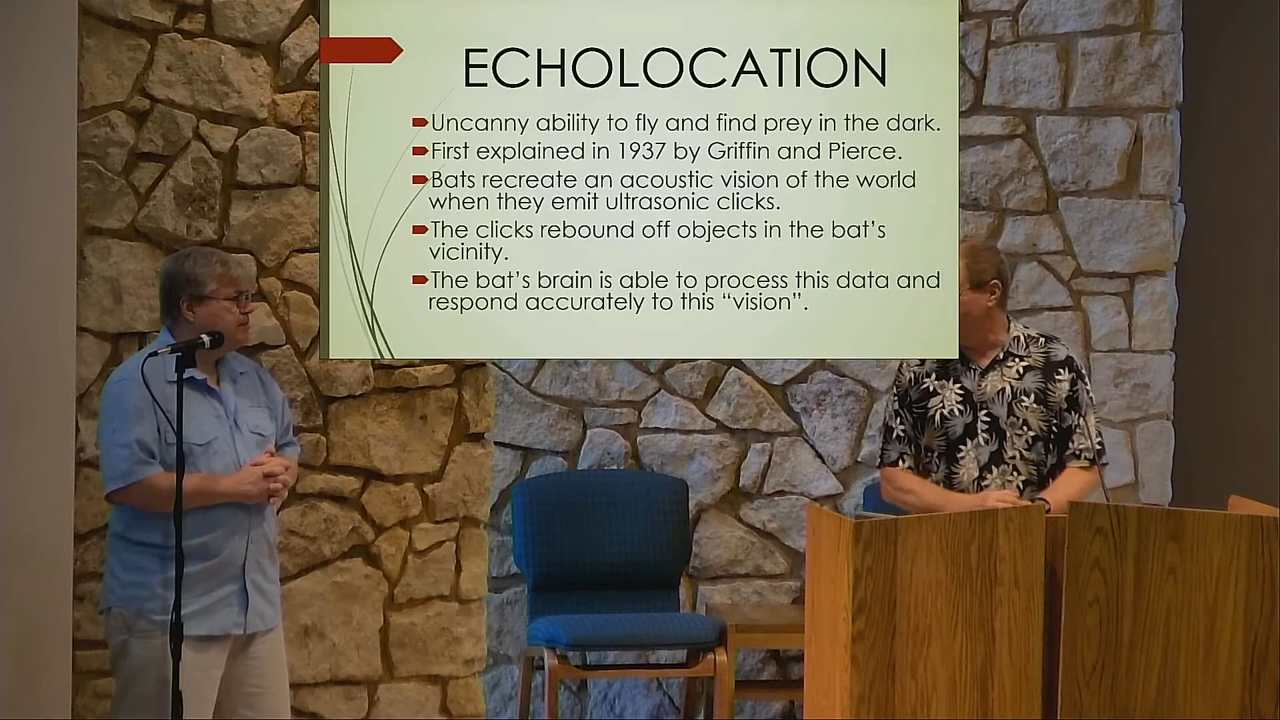 ECHOLOCATION
Uncanny ability to fly and find prey in the dark.
First explained in 1937 by Griffin and Pierce.
Bats recreate an acoustic vision of the world
when they emit ultrasonic clicks.
The clicks rebound off objects in the bat’s
vicinity.
The bat’s brain is able to process this data and
respond accurately to this “vision”.